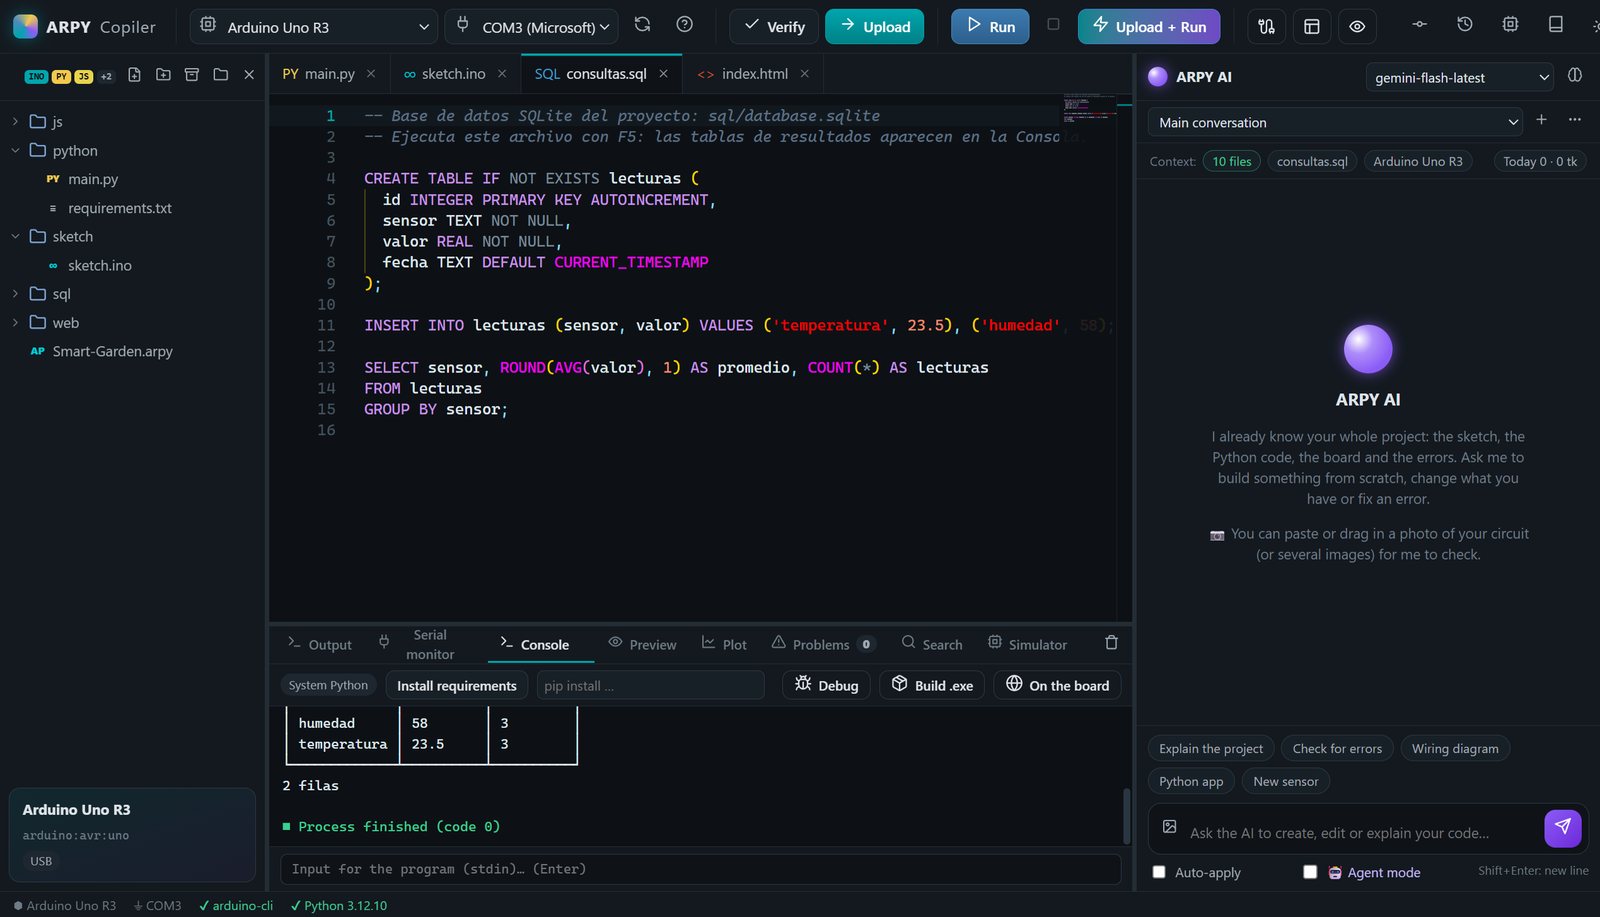 ARPY Copiler
Arduino Uno R3
COM3 (Microsoft)
Verify
Upload
Run
Upload + Run
INO PY JS +2
js
python
PY main.py
requirements.txt
sketch
∞ sketch.ino
sql
web
AP Smart-Garden.arpy
Arduino Uno R3
arduino:avr:uno
USB
PY main.py ×
∞ sketch.ino ×
SQL consultas.sql ×
<> index.html ×
1 -- Base de datos SQLite del proyecto: sql/database.sqlite
2 -- Ejecuta este archivo con F5: las tablas de resultados aparecen en la Consola.
3
4 CREATE TABLE IF NOT EXISTS lecturas (
5 id INTEGER PRIMARY KEY AUTOINCREMENT,
6 sensor TEXT NOT NULL,
7 valor REAL NOT NULL,
8 fecha TEXT DEFAULT CURRENT_TIMESTAMP
9 );
10
11 INSERT INTO lecturas (sensor, valor) VALUES ('temperatura', 23.5), ('humedad', 58);
12
13 SELECT sensor, ROUND(AVG(valor), 1) AS promedio, COUNT(*) AS lecturas
14 FROM lecturas
15 GROUP BY sensor;
16
Output
Serial monitor
Console
Preview
Plot
Problems 0
Search
Simulator
System Python
Install requirements
pip install ...
Debug
Build .exe
On the board
humedad 58 3
temperatura 23.5 3
2 filas
Process finished (code 0)
Input for the program (stdin)… (Enter)
ARPY AI
gemini-flash-latest
Main conversation
Context: 10 files consultas.sql Arduino Uno R3 Today 0 · 0 tk
ARPY AI
I already know your whole project: the sketch, the
Python code, the board and the errors. Ask me to
build something from scratch, change what you
have or fix an error.
You can paste or drag in a photo of your circuit
(or several images) for me to check.
Explain the project
Check for errors
Wiring diagram
Python app
New sensor
Ask the AI to create, edit or explain your code...
Auto-apply
Agent mode
Shift+Enter: new line
Arduino Uno R3
COM3
✓ arduino-cli
✓ Python 3.12.10